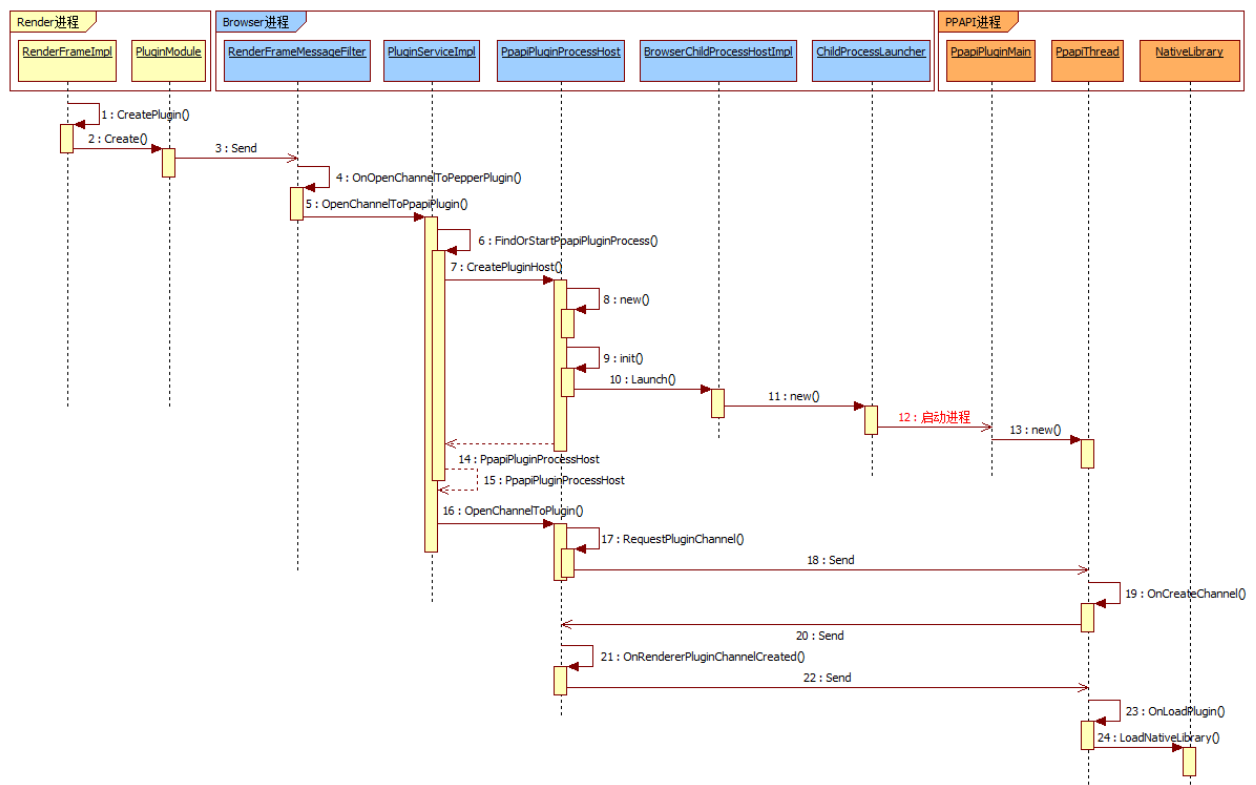 Render进程
Browser进程
PPAPI进程
RenderFrameImpl
PluginModule
RenderFrameMessageFilter
PluginServiceImpl
PpapiPluginProcessHost
BrowserChildProcessHostImpl
ChildProcessLauncher
PpapiPluginMain
PpapiThread
NativeLibrary
1 : CreatePlugin()
2 : Create()
3 : Send
4 : OnOpenChannelToPepperPlugin()
5 : OpenChannelToPpapiPlugin()
6 : FindOrStartPpapiPluginProcess()
7 : CreatePluginHost()
8 : new()
9 : init()
10 : Launch()
11 : new()
12 : 启动进程
13 : new()
14 : PpapiPluginProcessHost
15 : PpapiPluginProcessHost
16 : OpenChannelToPlugin()
17 : RequestPluginChannel()
18 : Send
19 : OnCreateChannel()
20 : Send
21 : OnRendererPluginChannelCreated()
22 : Send
23 : OnLoadPlugin()
24 : LoadNativeLibrary()